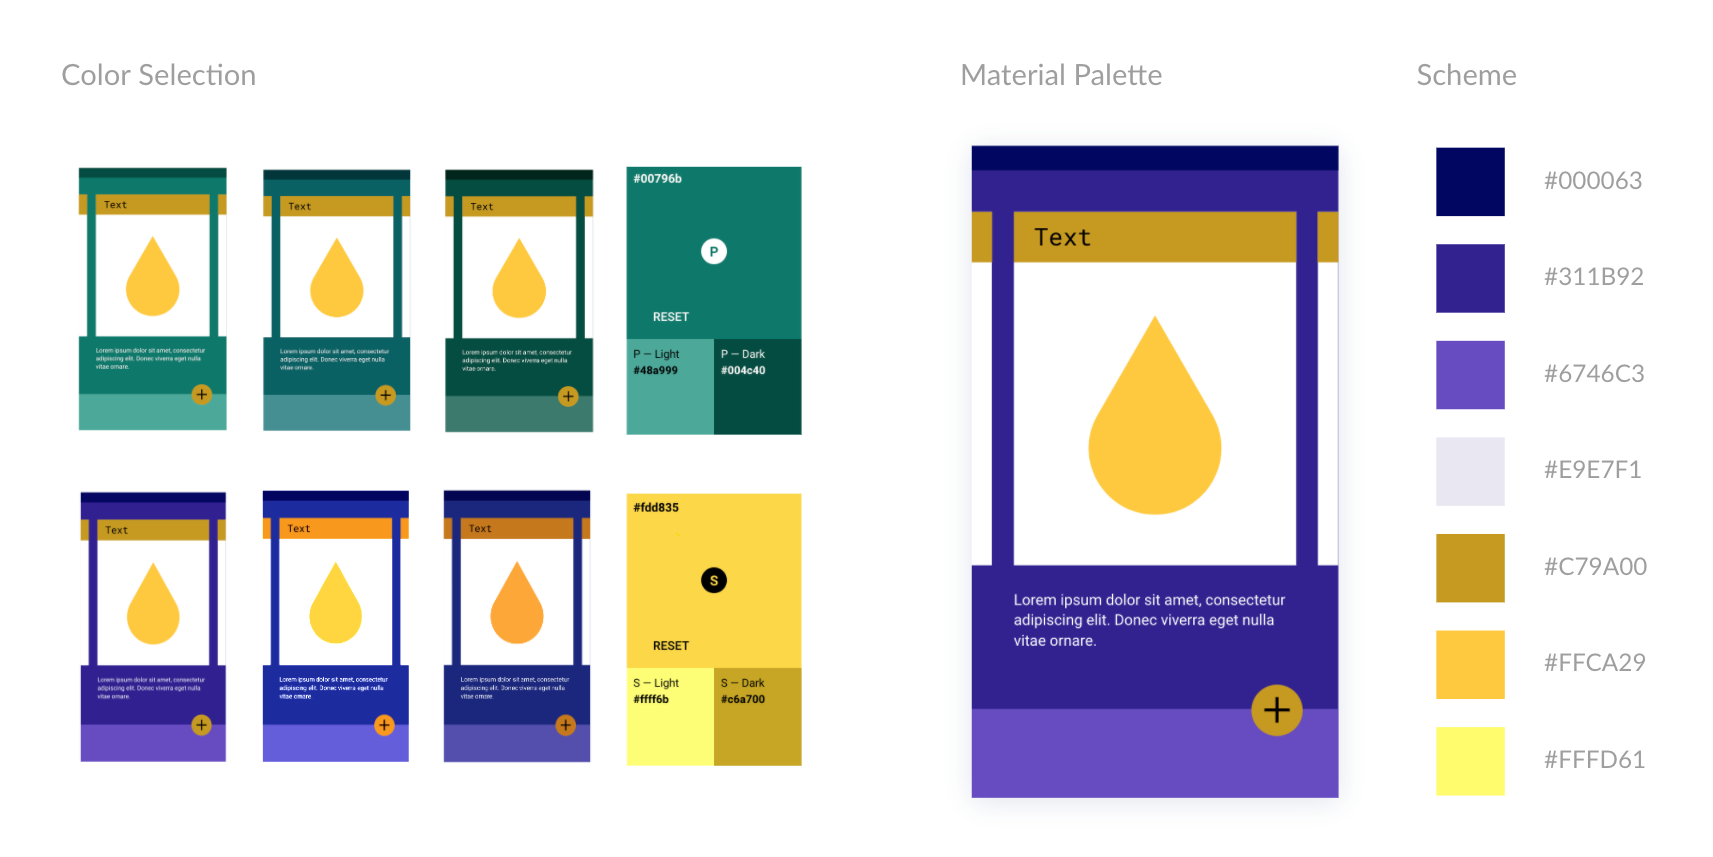 Color Selection
Material Palette
Scheme
Text
Lorem ipsum dolor sit amet, consectetur
adipiscing elit. Donec viverra eget nulla
vitae ornare.
+
Text
Lorem ipsum dolor sit amet, consectetur
adipiscing elit. Donec viverra eget nulla
vitae ornare.
+
Text
Lorem ipsum dolor sit amet, consectetur
adipiscing elit. Donec viverra eget nulla
vitae ornare.
+
#00796b
P
RESET
P — Light
#48a999
P — Dark
#004c40
Text
Lorem ipsum dolor sit amet, consectetur
adipiscing elit. Donec viverra eget nulla
vitae ornare.
+
Text
Lorem ipsum dolor sit amet, consectetur
adipiscing elit. Donec viverra eget nulla
vitae ornare
+
Text
Lorem ipsum dolor sit amet, consectetur
adipiscing elit. Donec viverra eget nulla
vitae ornare.
+
#fdd835
S
RESET
S — Light
#ffff6b
S — Dark
#c6a700
Text
Lorem ipsum dolor sit amet, consectetur
adipiscing elit. Donec viverra eget nulla
vitae ornare.
+
#000063
#311B92
#6746C3
#E9E7F1
#C79A00
#FFCA29
#FFFD61